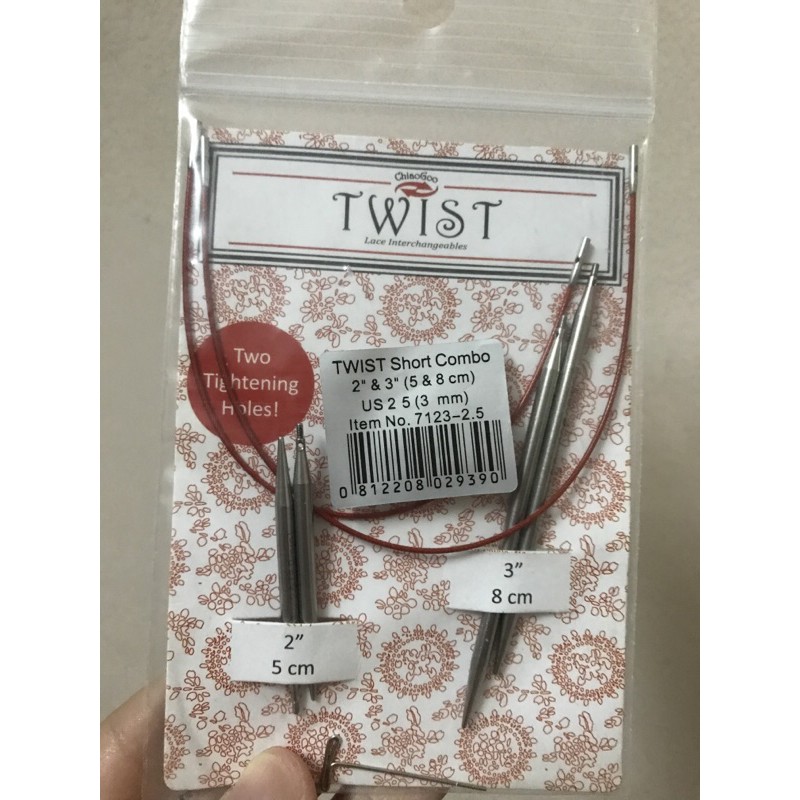 ChiaoGoo
TWIST
Lace Interchangeables
Two
Tightening
Holes!
TWIST Short Combo
2" & 3" (5 & 8 cm)
US 2 5 (3 mm)
Item No. 7123-2.5
0 812208 029390
3”
8 cm
2”
5 cm